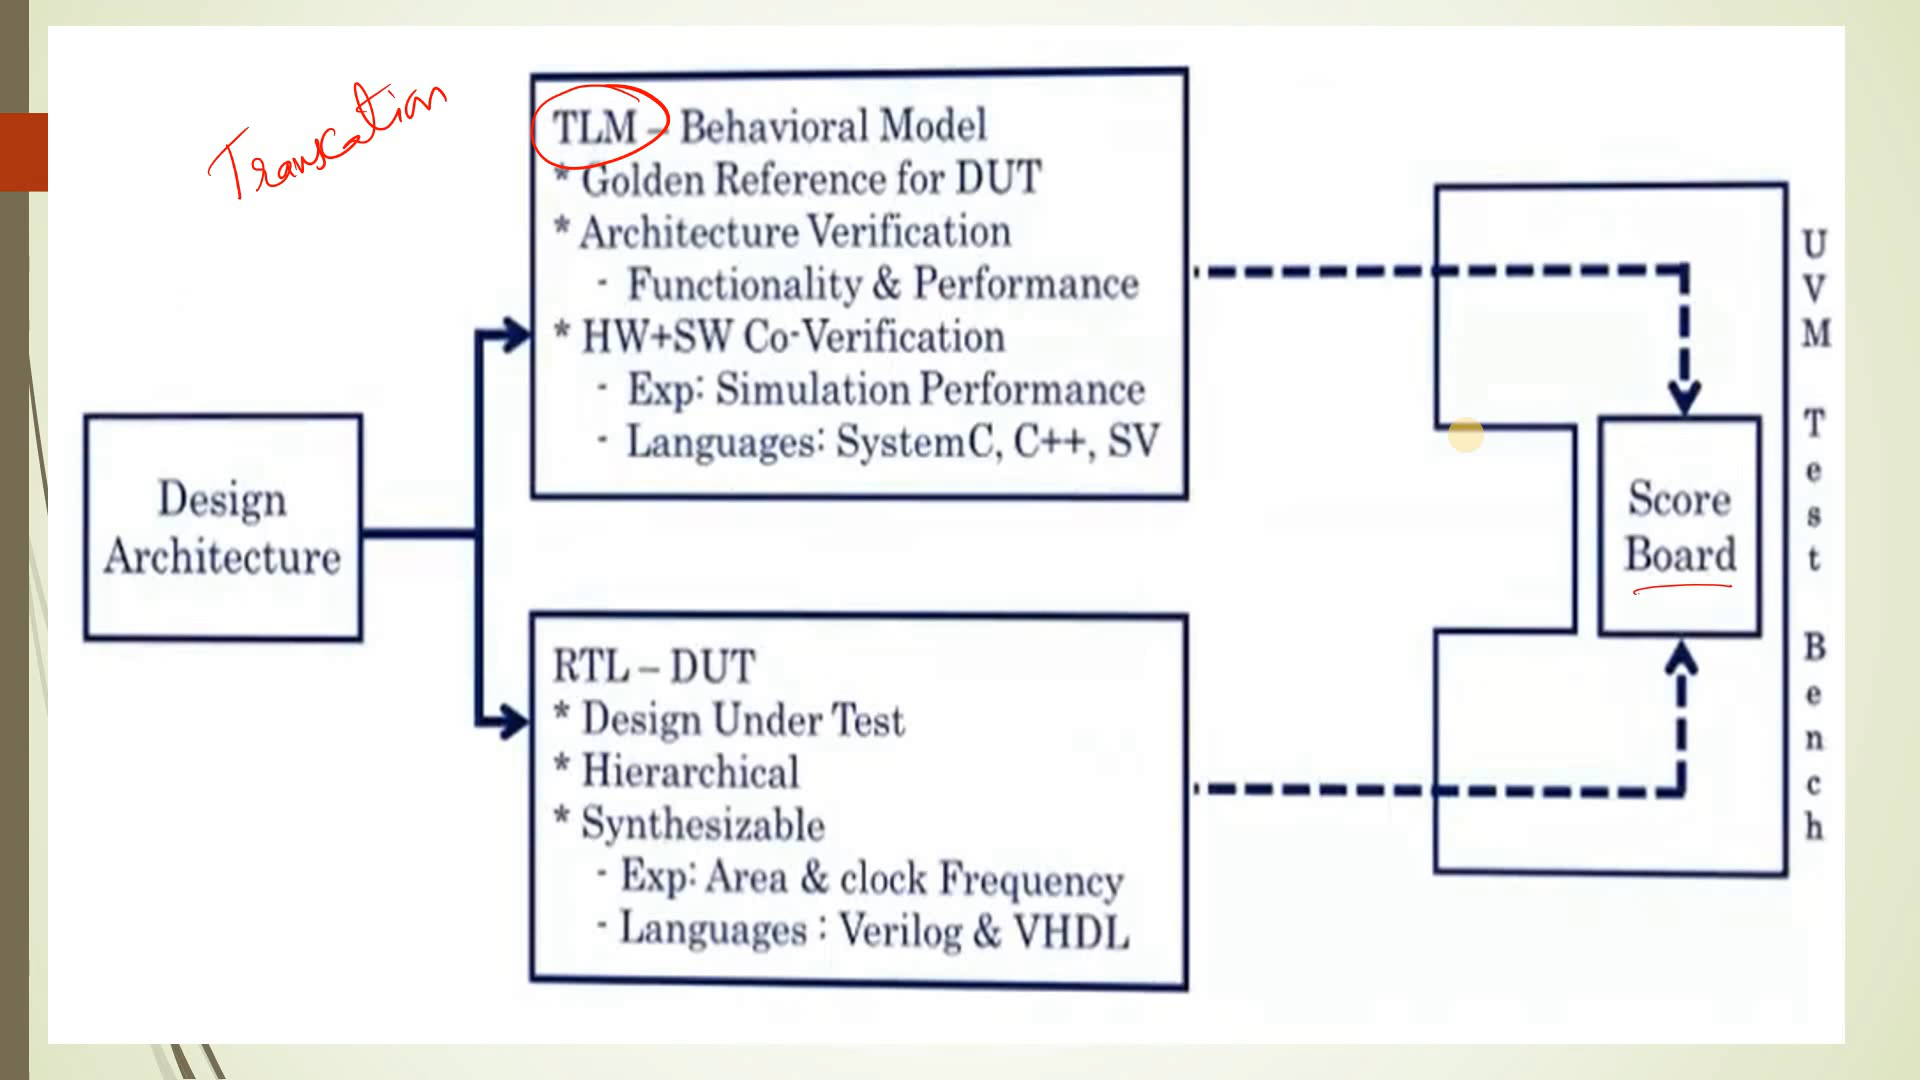 Transcation
TLM – Behavioral Model
* Golden Reference for DUT
* Architecture Verification
- Functionality & Performance
* HW+SW Co-Verification
- Exp: Simulation Performance
- Languages: SystemC, C++, SV
Design
Architecture
RTL – DUT
* Design Under Test
* Hierarchical
* Synthesizable
- Exp: Area & clock Frequency
- Languages : Verilog & VHDL
Score
Board
UVM Test Bench